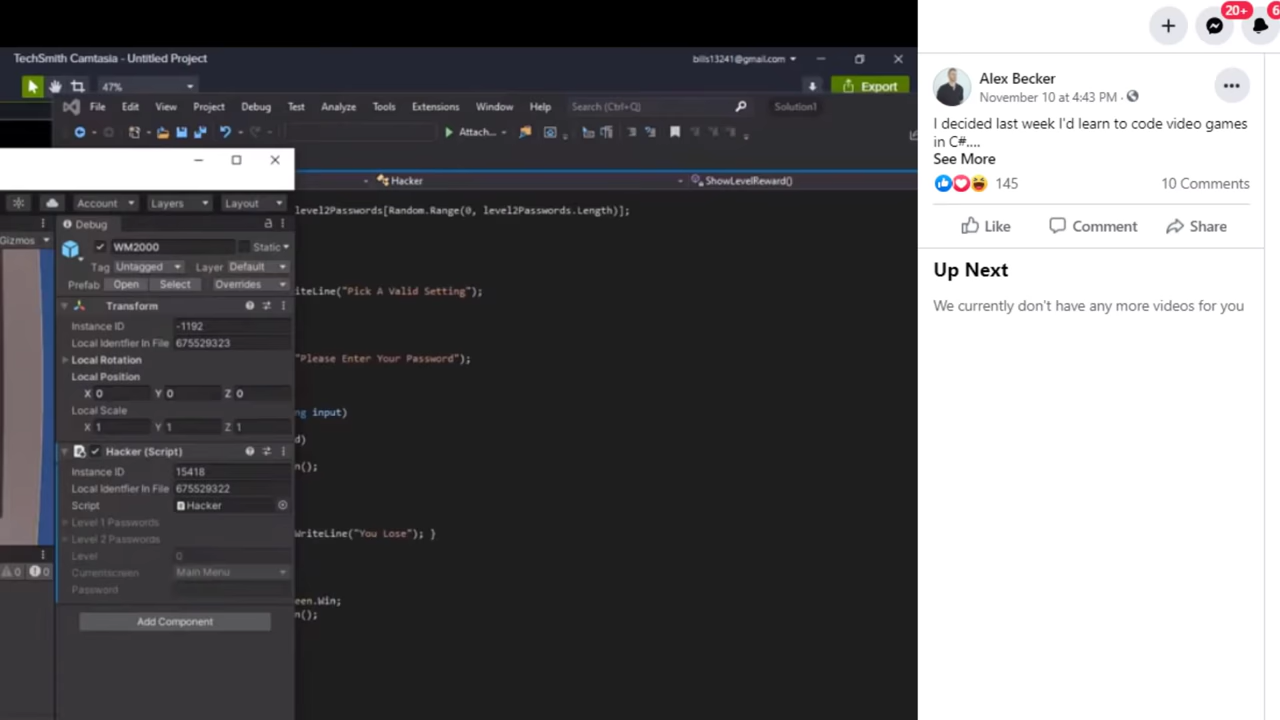 20+
6
TechSmith Camtasia - Untitled Project
bilis13241@gmail.com
47%
Export
File Edit View Project Debug Test Analyze Tools Extensions Window Help Search (Ctrl+Q) Solution1
Attach...
Hacker
ShowLevelReward()
Account Layers Layout
Debug
Gizmos
WM2000 Static
Tag Untagged Layer Default
Prefab Open Select Overrides
Transform
Instance ID -1192
Local Identfier In File 675529323
Local Rotation
Local Position
X 0 Y 0 Z 0
Local Scale
X 1 Y 1 Z 1
Hacker (Script)
Instance ID 15418
Local Identfier In File 675529322
Script Hacker
Level 1 Passwords
Level 2 Passwords
Level 0
Currentscreen Main Menu
Password
0 0
Add Component
level2Passwords[Random.Range(0, level2Passwords.Length)];
iteLine("Pick A Valid Setting");
"Please Enter Your Password");
ng input)
d)
n();
WriteLine("You Lose"); }
een.Win;
n();
Alex Becker
November 10 at 4:43 PM ·
I decided last week I'd learn to code video games
in C#....
See More
145 10 Comments
Like Comment Share
Up Next
We currently don't have any more videos for you